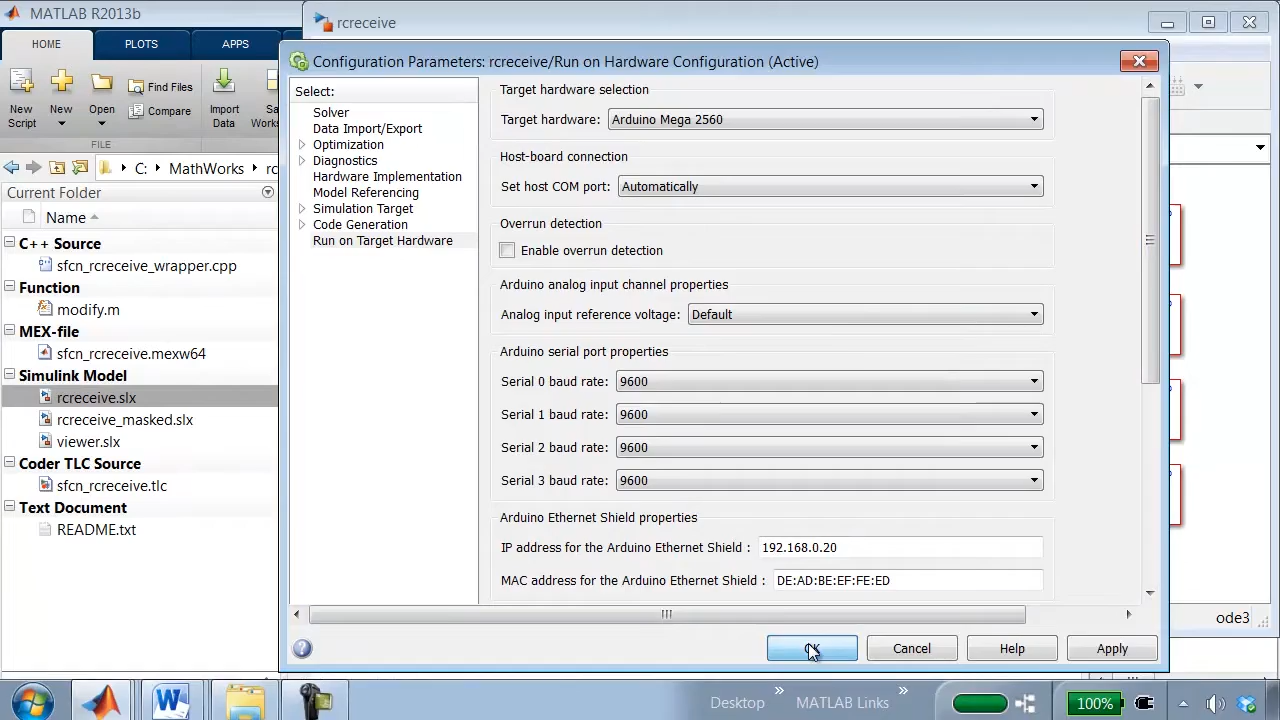 MATLAB R2013b
rcreceive
HOME
PLOTS
APPS
Configuration Parameters: rcreceive/Run on Hardware Configuration (Active)
New Script
New
Open
Find Files
Compare
Import Data
FILE
C:
MathWorks
Current Folder
Name
C++ Source
sfcn_rcreceive_wrapper.cpp
Function
modify.m
MEX-file
sfcn_rcreceive.mexw64
Simulink Model
rcreceive.slx
rcreceive_masked.slx
viewer.slx
Coder TLC Source
sfcn_rcreceive.tlc
Text Document
README.txt
Select:
Solver
Data Import/Export
Optimization
Diagnostics
Hardware Implementation
Model Referencing
Simulation Target
Code Generation
Run on Target Hardware
Target hardware selection
Target hardware: Arduino Mega 2560
Host-board connection
Set host COM port: Automatically
Overrun detection
Enable overrun detection
Arduino analog input channel properties
Analog input reference voltage: Default
Arduino serial port properties
Serial 0 baud rate: 9600
Serial 1 baud rate: 9600
Serial 2 baud rate: 9600
Serial 3 baud rate: 9600
Arduino Ethernet Shield properties
IP address for the Arduino Ethernet Shield : 192.168.0.20
MAC address for the Arduino Ethernet Shield : DE:AD:BE:EF:FE:ED
Cancel
Help
Apply
ode3
Desktop
MATLAB Links
100%